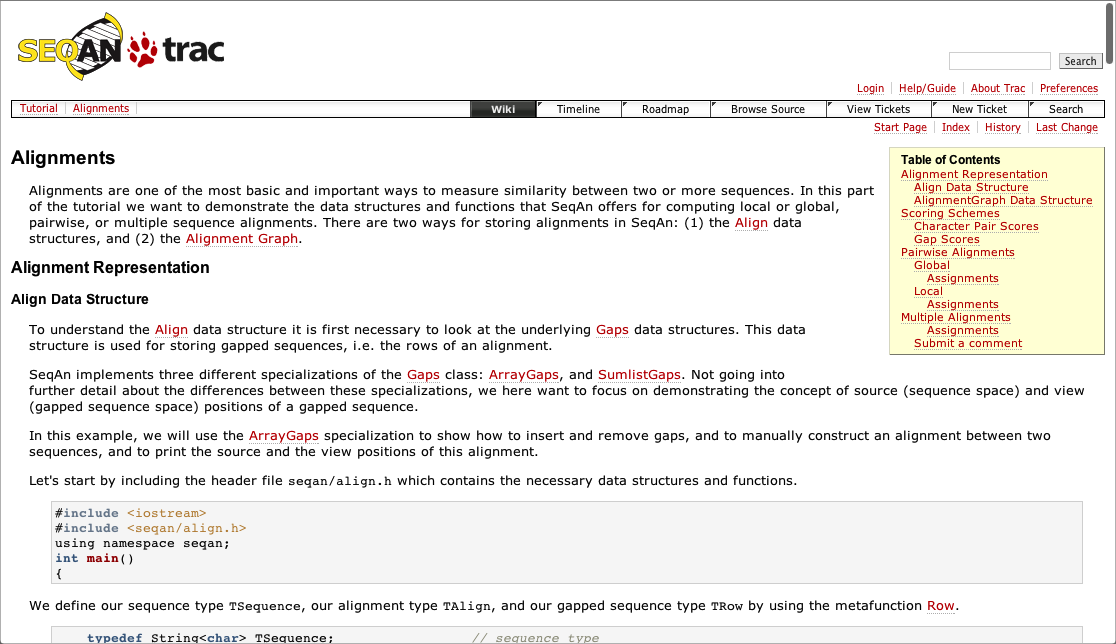 SEQAN trac
Search
Login Help/Guide About Trac Preferences
Tutorial Alignments Wiki Timeline Roadmap Browse Source View Tickets New Ticket Search
Start Page Index History Last Change
Alignments
Alignments are one of the most basic and important ways to measure similarity between two or more sequences. In this part
of the tutorial we want to demonstrate the data structures and functions that SeqAn offers for computing local or global,
pairwise, or multiple sequence alignments. There are two ways for storing alignments in SeqAn: (1) the Align data
structures, and (2) the Alignment Graph.
Table of Contents
Alignment Representation
Align Data Structure
AlignmentGraph Data Structure
Scoring Schemes
Character Pair Scores
Gap Scores
Pairwise Alignments
Global
Assignments
Local
Assignments
Multiple Alignments
Assignments
Submit a comment
Alignment Representation
Align Data Structure
To understand the Align data structure it is first necessary to look at the underlying Gaps data structures. This data
structure is used for storing gapped sequences, i.e. the rows of an alignment.
SeqAn implements three different specializations of the Gaps class: ArrayGaps, and SumlistGaps. Not going into
further detail about the differences between these specializations, we here want to focus on demonstrating the concept of source (sequence space) and view
(gapped sequence space) positions of a gapped sequence.
In this example, we will use the ArrayGaps specialization to show how to insert and remove gaps, and to manually construct an alignment between two
sequences, and to print the source and the view positions of this alignment.
Let's start by including the header file seqan/align.h which contains the necessary data structures and functions.
#include <iostream>
#include <seqan/align.h>
using namespace seqan;
int main()
{
We define our sequence type TSequence, our alignment type TAlign, and our gapped sequence type TRow by using the metafunction Row.
typedef String<char> TSequence; // sequence type